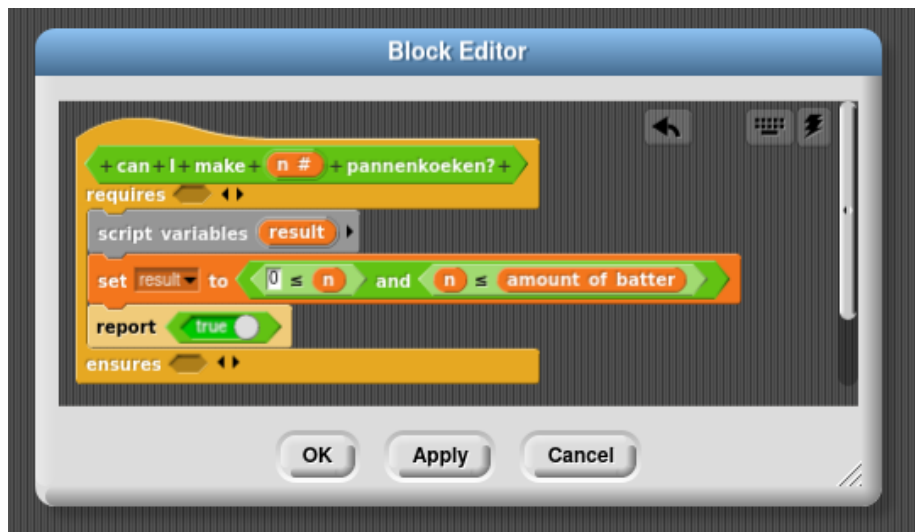 Block Editor
+ can + I + make + n # + pannenkoeken? +
requires
script variables result
set result to 0 ≤ n and n ≤ amount of batter
report true
ensures
OK Apply Cancel